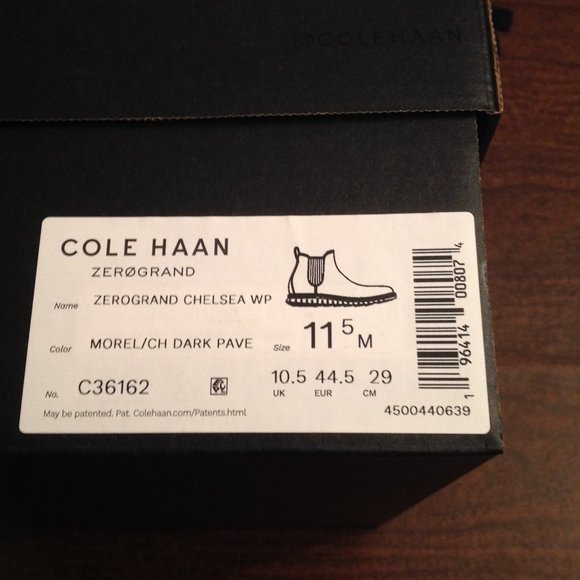 @COLEHAAN
COLE HAAN
ZERØGRAND
Name ZEROGRAND CHELSEA WP
Color MOREL/CH DARK PAVE
Size 11 5 M
No. C36162
10.5 44.5 29
UK EUR CM
May be patented. Pat. Colehaan.com/Patents.html
4500440639
1 96414 00807 4